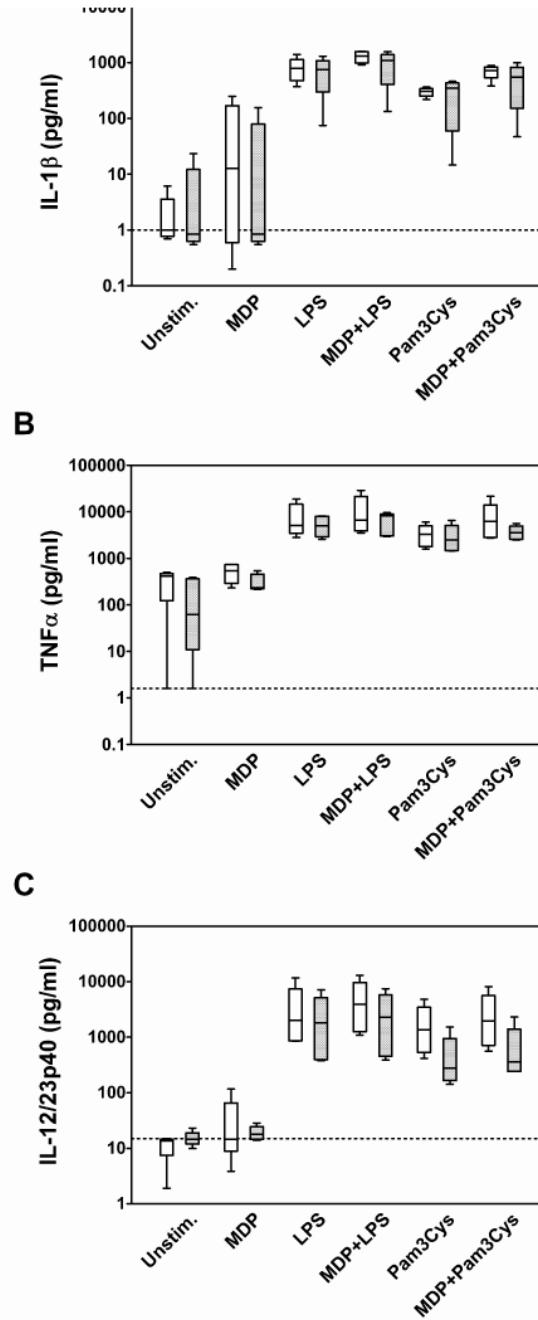 10000
1000
100
10
1
0.1
IL-1β (pg/ml)
Unstim.
MDP
LPS
MDP+LPS
Pam3Cys
MDP+Pam3Cys
B
100000
10000
1000
100
10
1
0.1
TNFα (pg/ml)
Unstim.
MDP
LPS
MDP+LPS
Pam3Cys
MDP+Pam3Cys
C
100000
10000
1000
100
10
1
IL-12/23p40 (pg/ml)
Unstim.
MDP
LPS
MDP+LPS
Pam3Cys
MDP+Pam3Cys